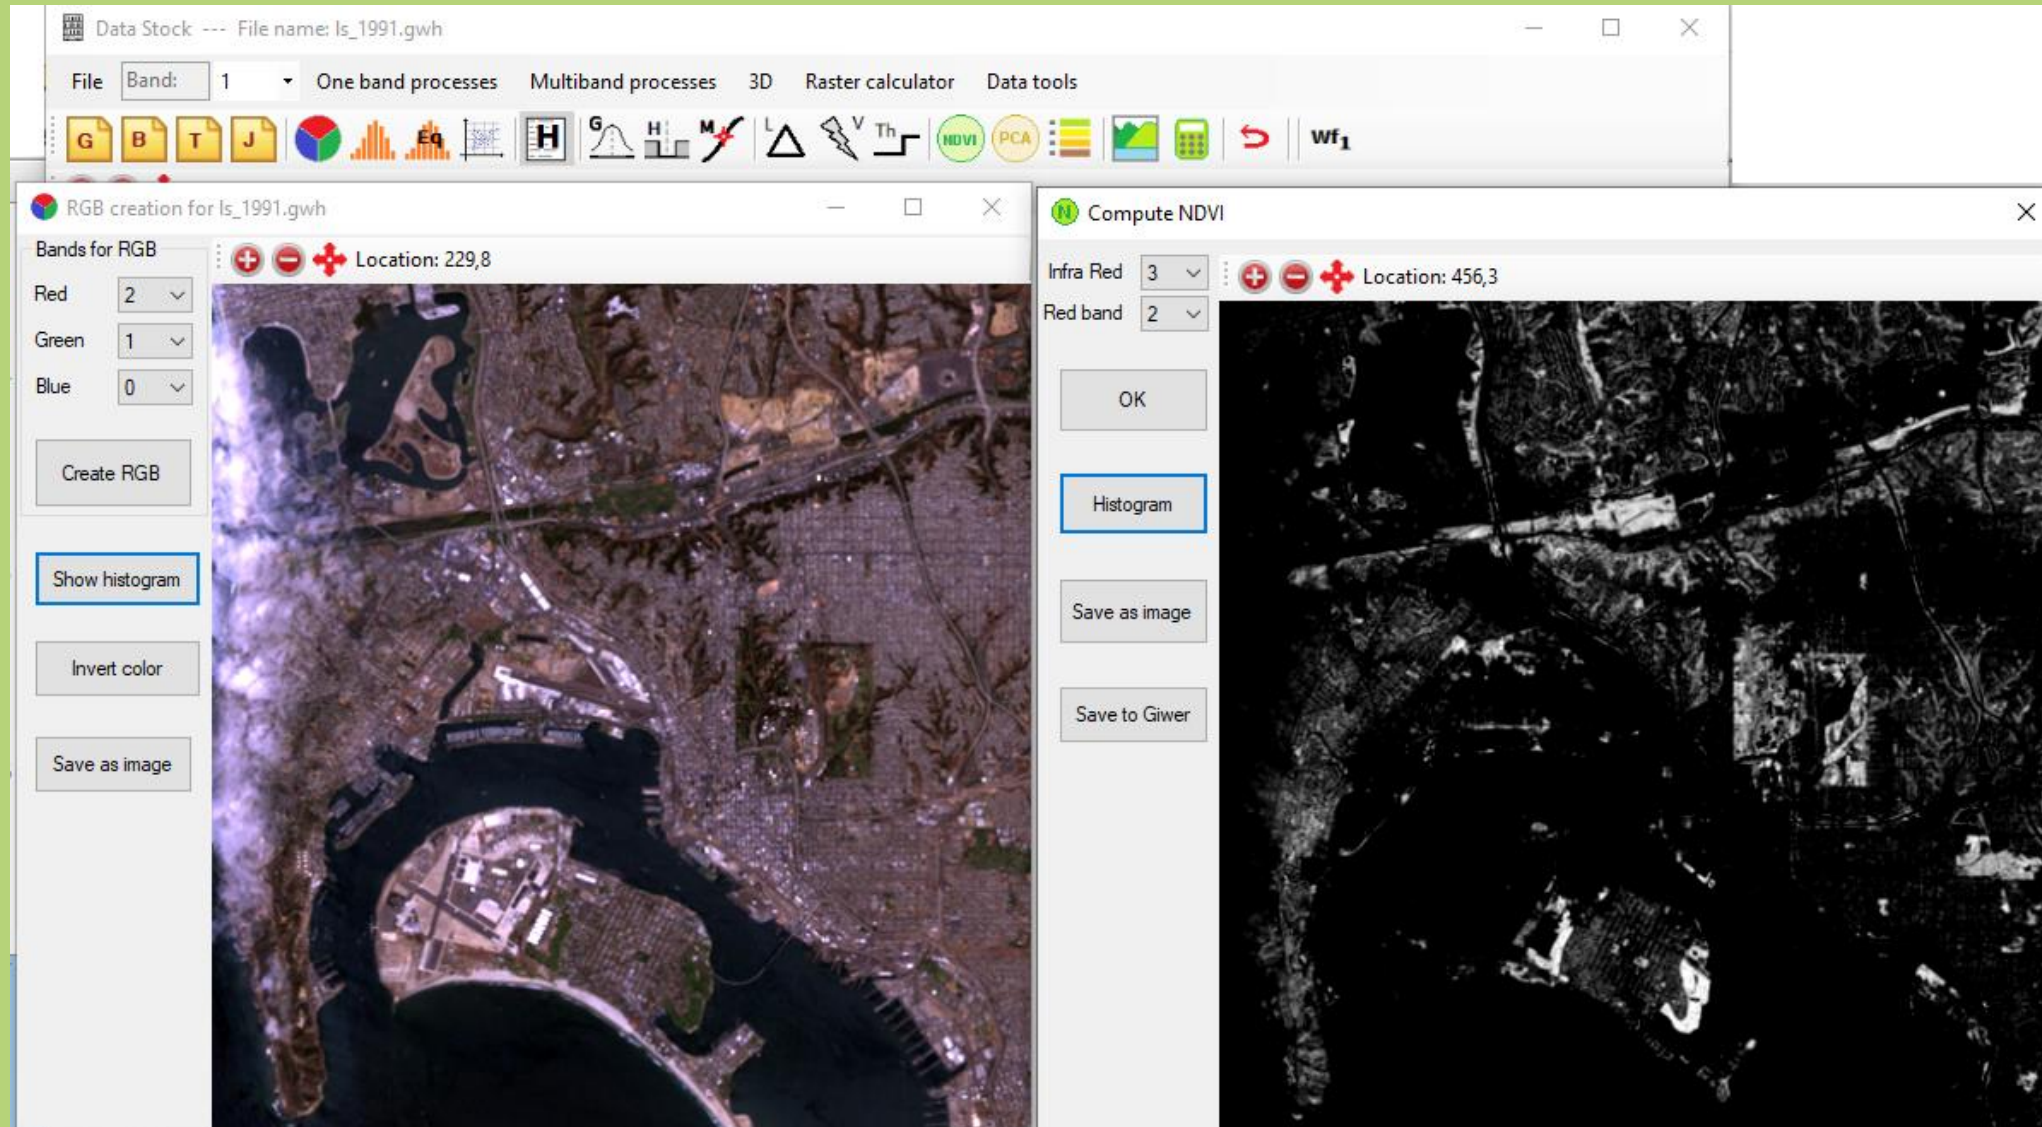 Data Stock --- File name: ls_1991.gwh
File Band: 1 One band processes Multiband processes 3D Raster calculator Data tools
G B T J Eq H G H M L V Th NDVI PCA Wf1
RGB creation for ls_1991.gwh
Bands for RGB
Location: 229,8
Red 2
Green 1
Blue 0
Create RGB
Show histogram
Invert color
Save as image
N Compute NDVI
Infra Red 3
Location: 456,3
Red band 2
OK
Histogram
Save as image
Save to Giwer